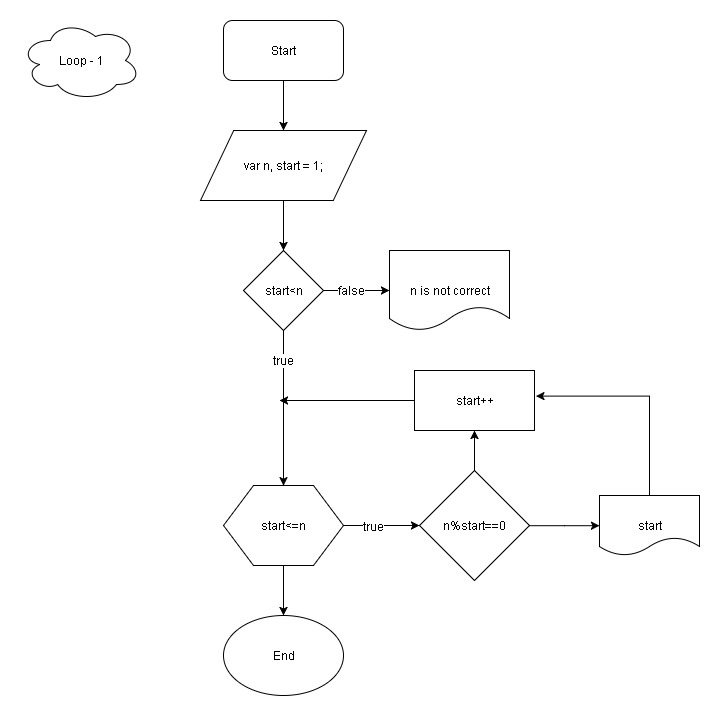 Loop - 1
Start
var n, start = 1;
start<n
false
n is not correct
true
start++
start<=n
true
n%start==0
start
End